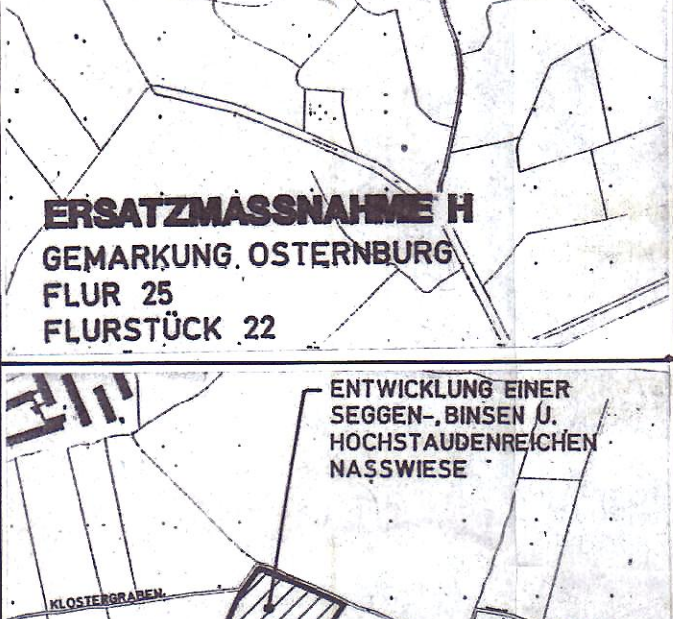 ERSATZMASSNAHME H
GEMARKUNG OSTERNBURG
FLUR 25
FLURSTÜCK 22
ENTWICKLUNG EINER
SEGGEN-, BINSEN U.
HOCHSTAUDENREICHEN
NASSWIESE
KLOSTERGRABEN